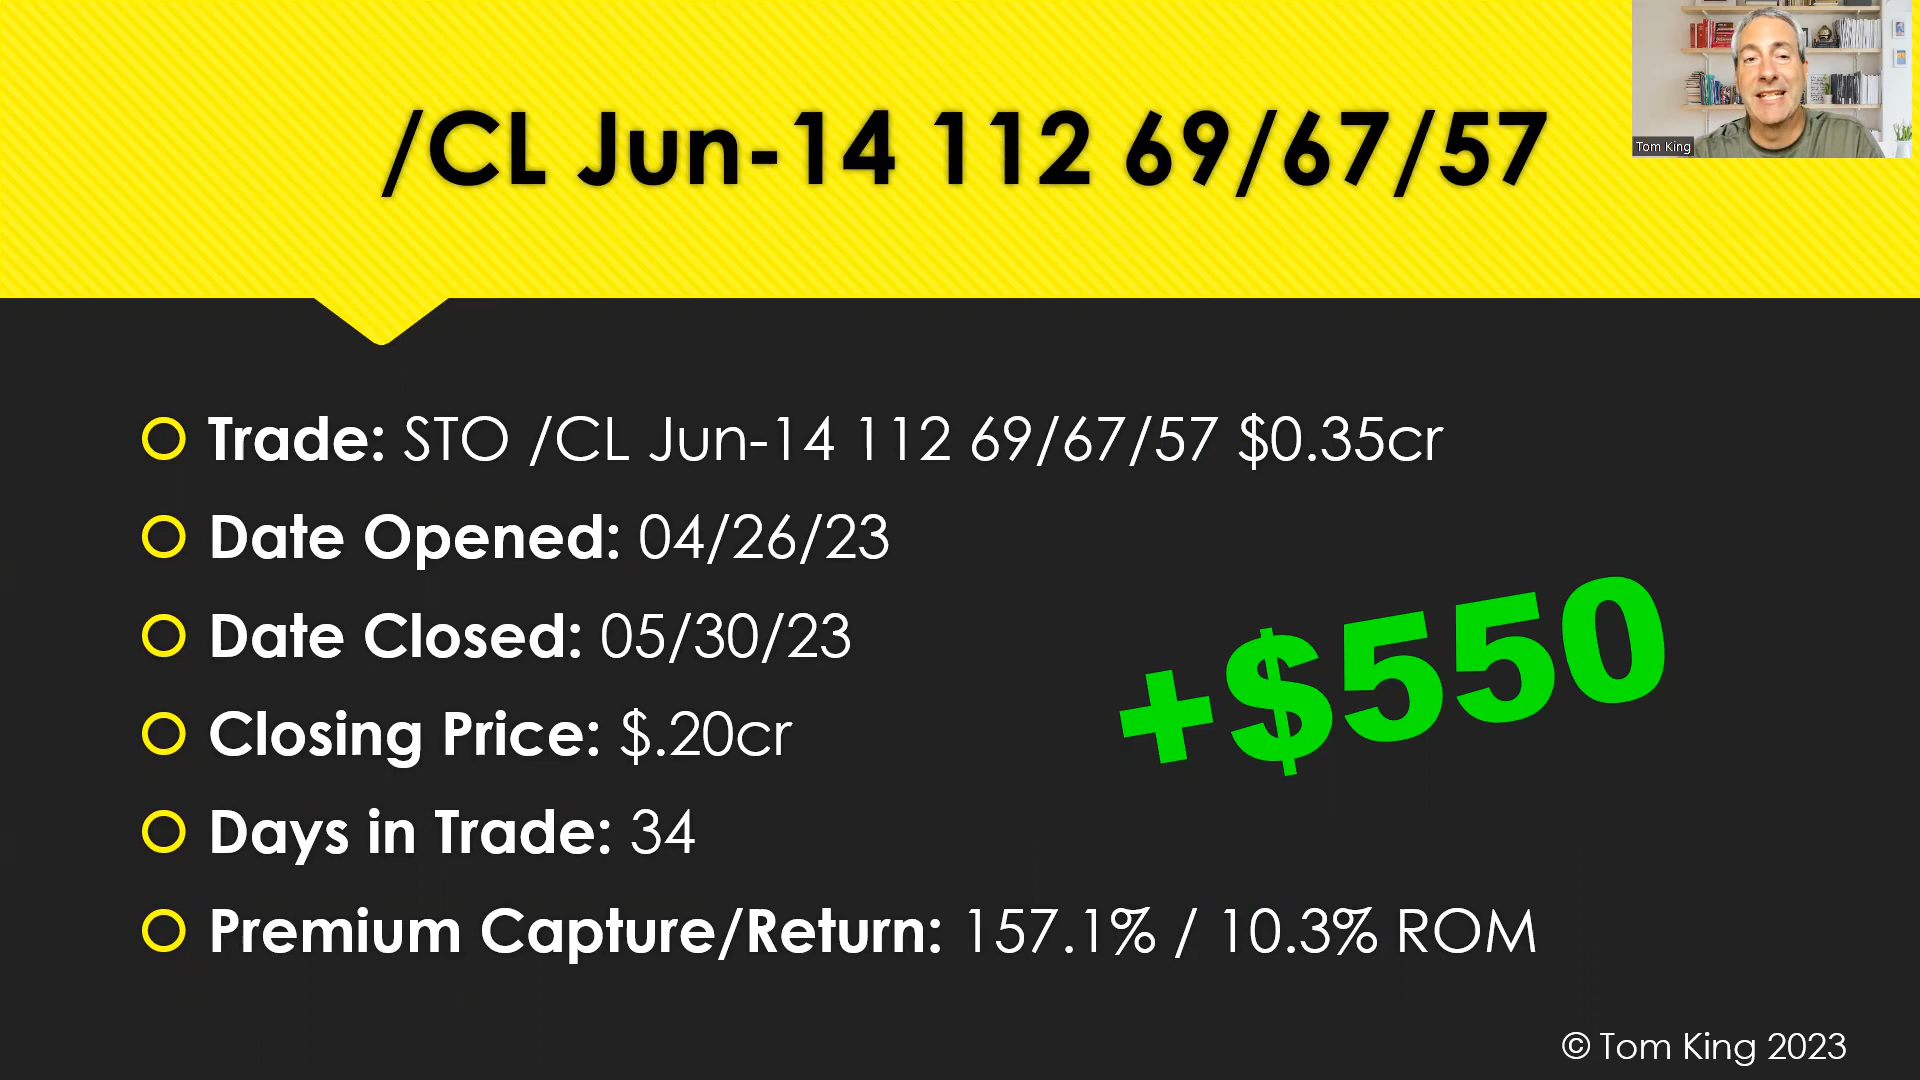 /CL Jun-14 112 69/67/57
Tom King
Trade: STO /CL Jun-14 112 69/67/57 $0.35cr
Date Opened: 04/26/23
Date Closed: 05/30/23
+$550
Closing Price: $.20cr
Days in Trade: 34
Premium Capture/Return: 157.1% / 10.3% ROM
© Tom King 2023